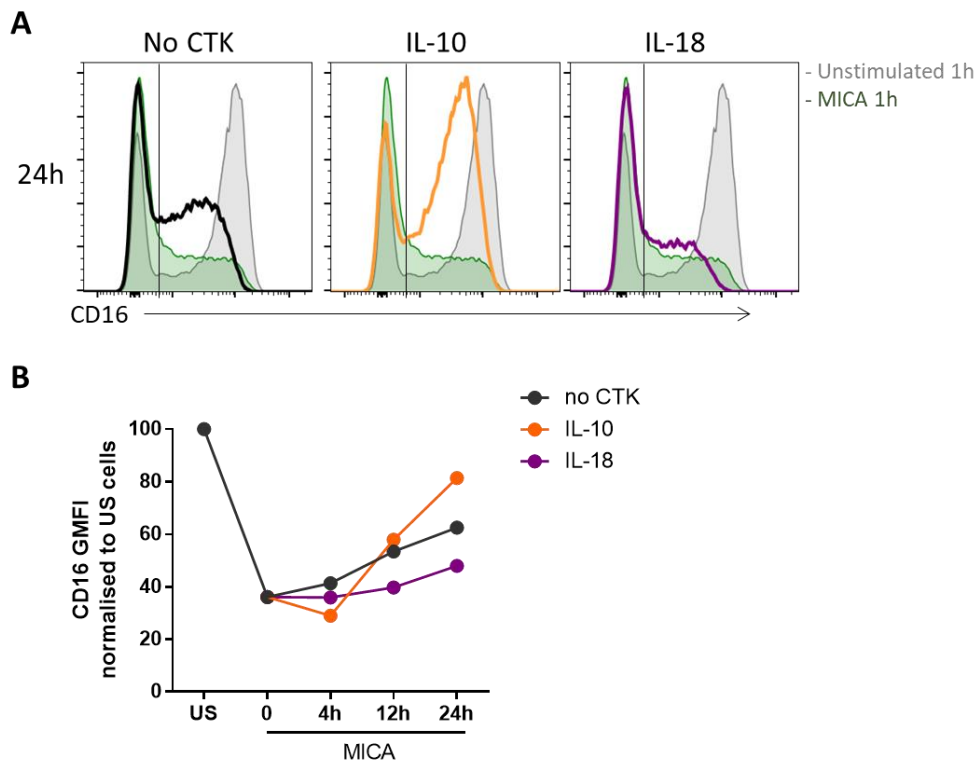 A
No CTK
IL-10
IL-18
- Unstimulated 1h
- MICA 1h
24h
CD16
B
no CTK
IL-10
IL-18
CD16 GMFI
normalised to US cells
100
80
60
40
20
0
US
0
4h
12h
24h
MICA